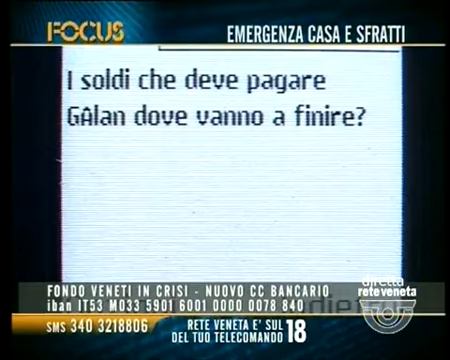 FOCUS
EMERGENZA CASA E SFRATTI
I soldi che deve pagare
GAlan dove vanno a finire?
diretta
reteveneta
FONDO VENETI IN CRISI - NUOVO CC BANCARIO
iban IT53 M033 5901 6001 0000 0078 840
SMS 340 3218806
RETE VENETA E' SUL
DEL TUO TELECOMANDO 18